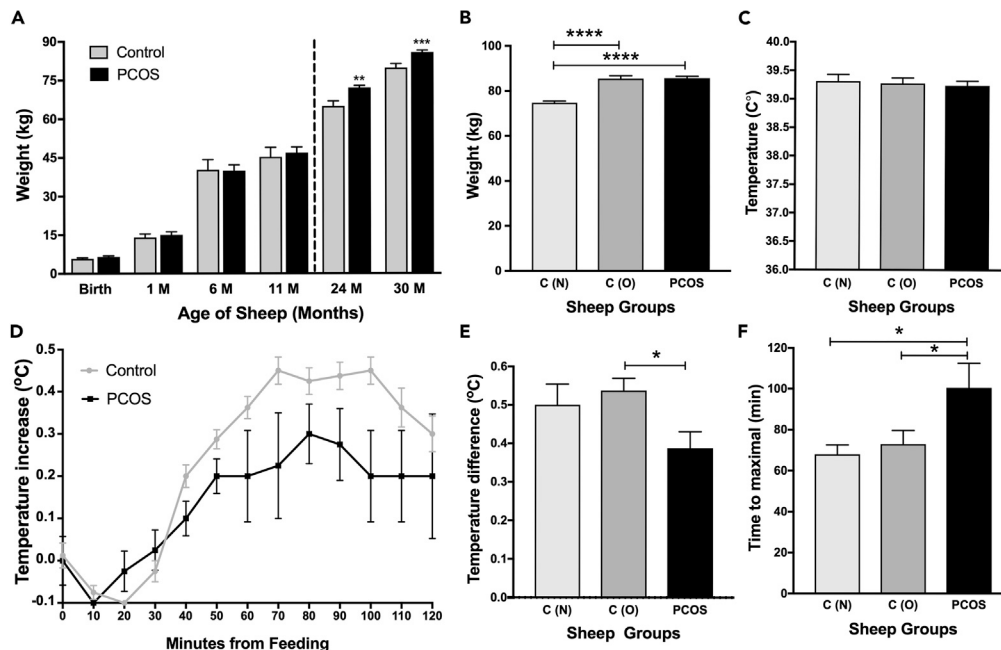 A
Weight (kg)
90
75
60
45
30
15
0
Control
PCOS
**
***
Birth 1 M 6 M 11 M 24 M 30 M
Age of Sheep (Months)
B
Weight (kg)
100
80
60
40
20
0
****
****
C (N) C (O) PCOS
Sheep Groups
C
Temperature (C°)
40.0
39.5
39.0
38.5
38.0
37.5
37.0
36.5
36.0
C (N) C (O) PCOS
Sheep Groups
D
Temperature increase (ºC)
0.5
0.4
0.3
0.2
0.1
0.0
-0.1
Control
PCOS
0 10 20 30 40 50 60 70 80 90 100 110 120
Minutes from Feeding
E
Temperature difference (ºC)
0.6
0.5
0.4
0.3
0.2
0.1
0.0
*
C (N) C (O) PCOS
Sheep Groups
F
Time to maximal (min)
120
100
80
60
40
20
0
*
*
C (N) C (O) PCOS
Sheep Groups